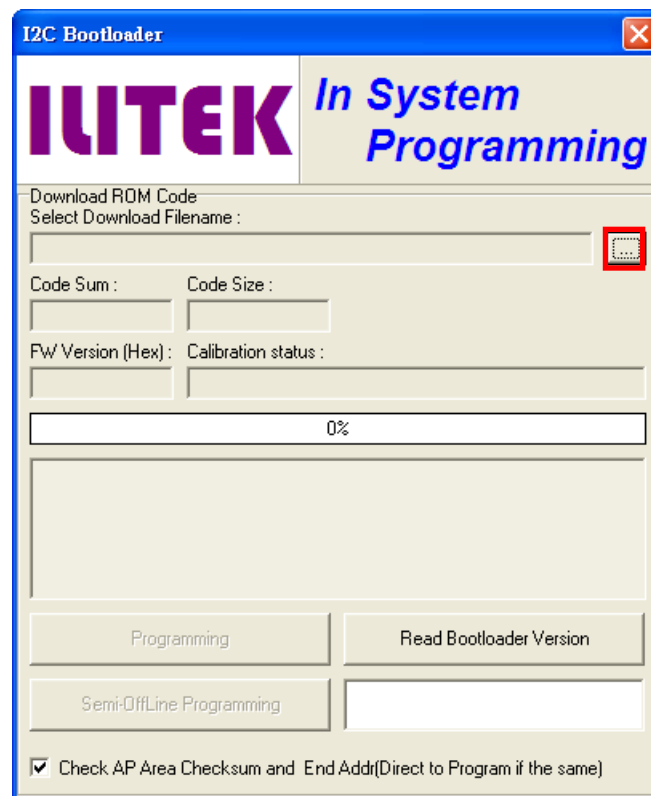 I2C Bootloader
ILITEK
In System
Programming
Download ROM Code
Select Download Filename :
...
Code Sum : Code Size :
FW Version (Hex) : Calibration status :
0%
Programming Read Bootloader Version
Semi-OffLine Programming
Check AP Area Checksum and End Addr(Direct to Program if the same)